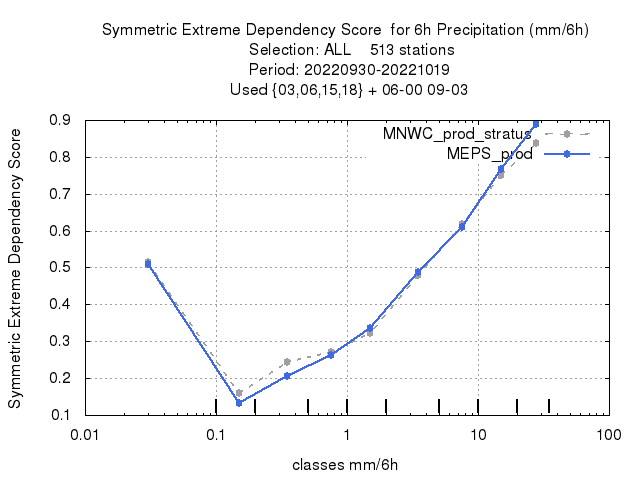 Symmetric Extreme Dependency Score for 6h Precipitation (mm/6h)
Selection: ALL 513 stations
Period: 20220930-20221019
Used {03,06,15,18} + 06-00 09-03
MNWC_prod_stratus
MEPS_prod
Symmetric Extreme Dependency Score
0.9
0.8
0.7
0.6
0.5
0.4
0.3
0.2
0.1
0.01 0.1 1 10 100
classes mm/6h